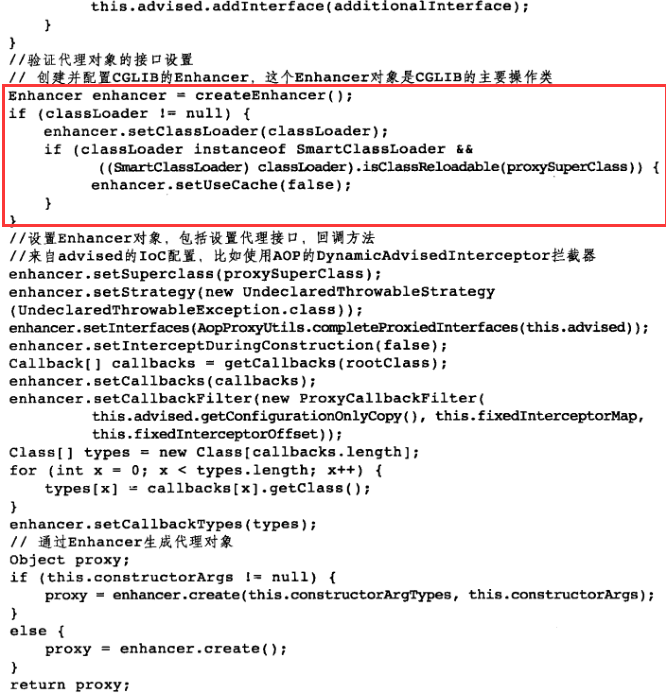 this.advised.addInterface(additionalInterface);
}
}
//验证代理对象的接口设置
// 创建并配置CGLIB的Enhancer, 这个Enhancer对象是CGLIB的主要操作类
Enhancer enhancer = createEnhancer();
if (classLoader != null) {
enhancer.setClassLoader(classLoader);
if (classLoader instanceof SmartClassLoader &&
((SmartClassLoader) classLoader).isClassReloadable(proxySuperClass)) {
enhancer.setUseCache(false);
}
}
//设置Enhancer对象, 包括设置代理接口, 回调方法
//来自advised的IoC配置, 比如使用AOP的DynamicAdvisedInterceptor拦截器
enhancer.setSuperclass(proxySuperClass);
enhancer.setStrategy(new UndeclaredThrowableStrategy
(UndeclaredThrowableException.class));
enhancer.setInterfaces(AopProxyUtils.completeProxiedInterfaces(this.advised));
enhancer.setInterceptDuringConstruction(false);
Callback[] callbacks = getCallbacks(rootClass);
enhancer.setCallbacks(callbacks);
enhancer.setCallbackFilter(new ProxyCallbackFilter(
this.advised.getConfigurationOnlyCopy(), this.fixedInterceptorMap,
this.fixedInterceptorOffset));
Class[] types = new Class[callbacks.length];
for (int x = 0; x < types.length; x++) {
types[x] = callbacks[x].getClass();
}
enhancer.setCallbackTypes(types);
// 通过Enhancer生成代理对象
Object proxy;
if (this.constructorArgs != null) {
proxy = enhancer.create(this.constructorArgTypes, this.constructorArgs);
}
else {
proxy = enhancer.create();
}
return proxy;